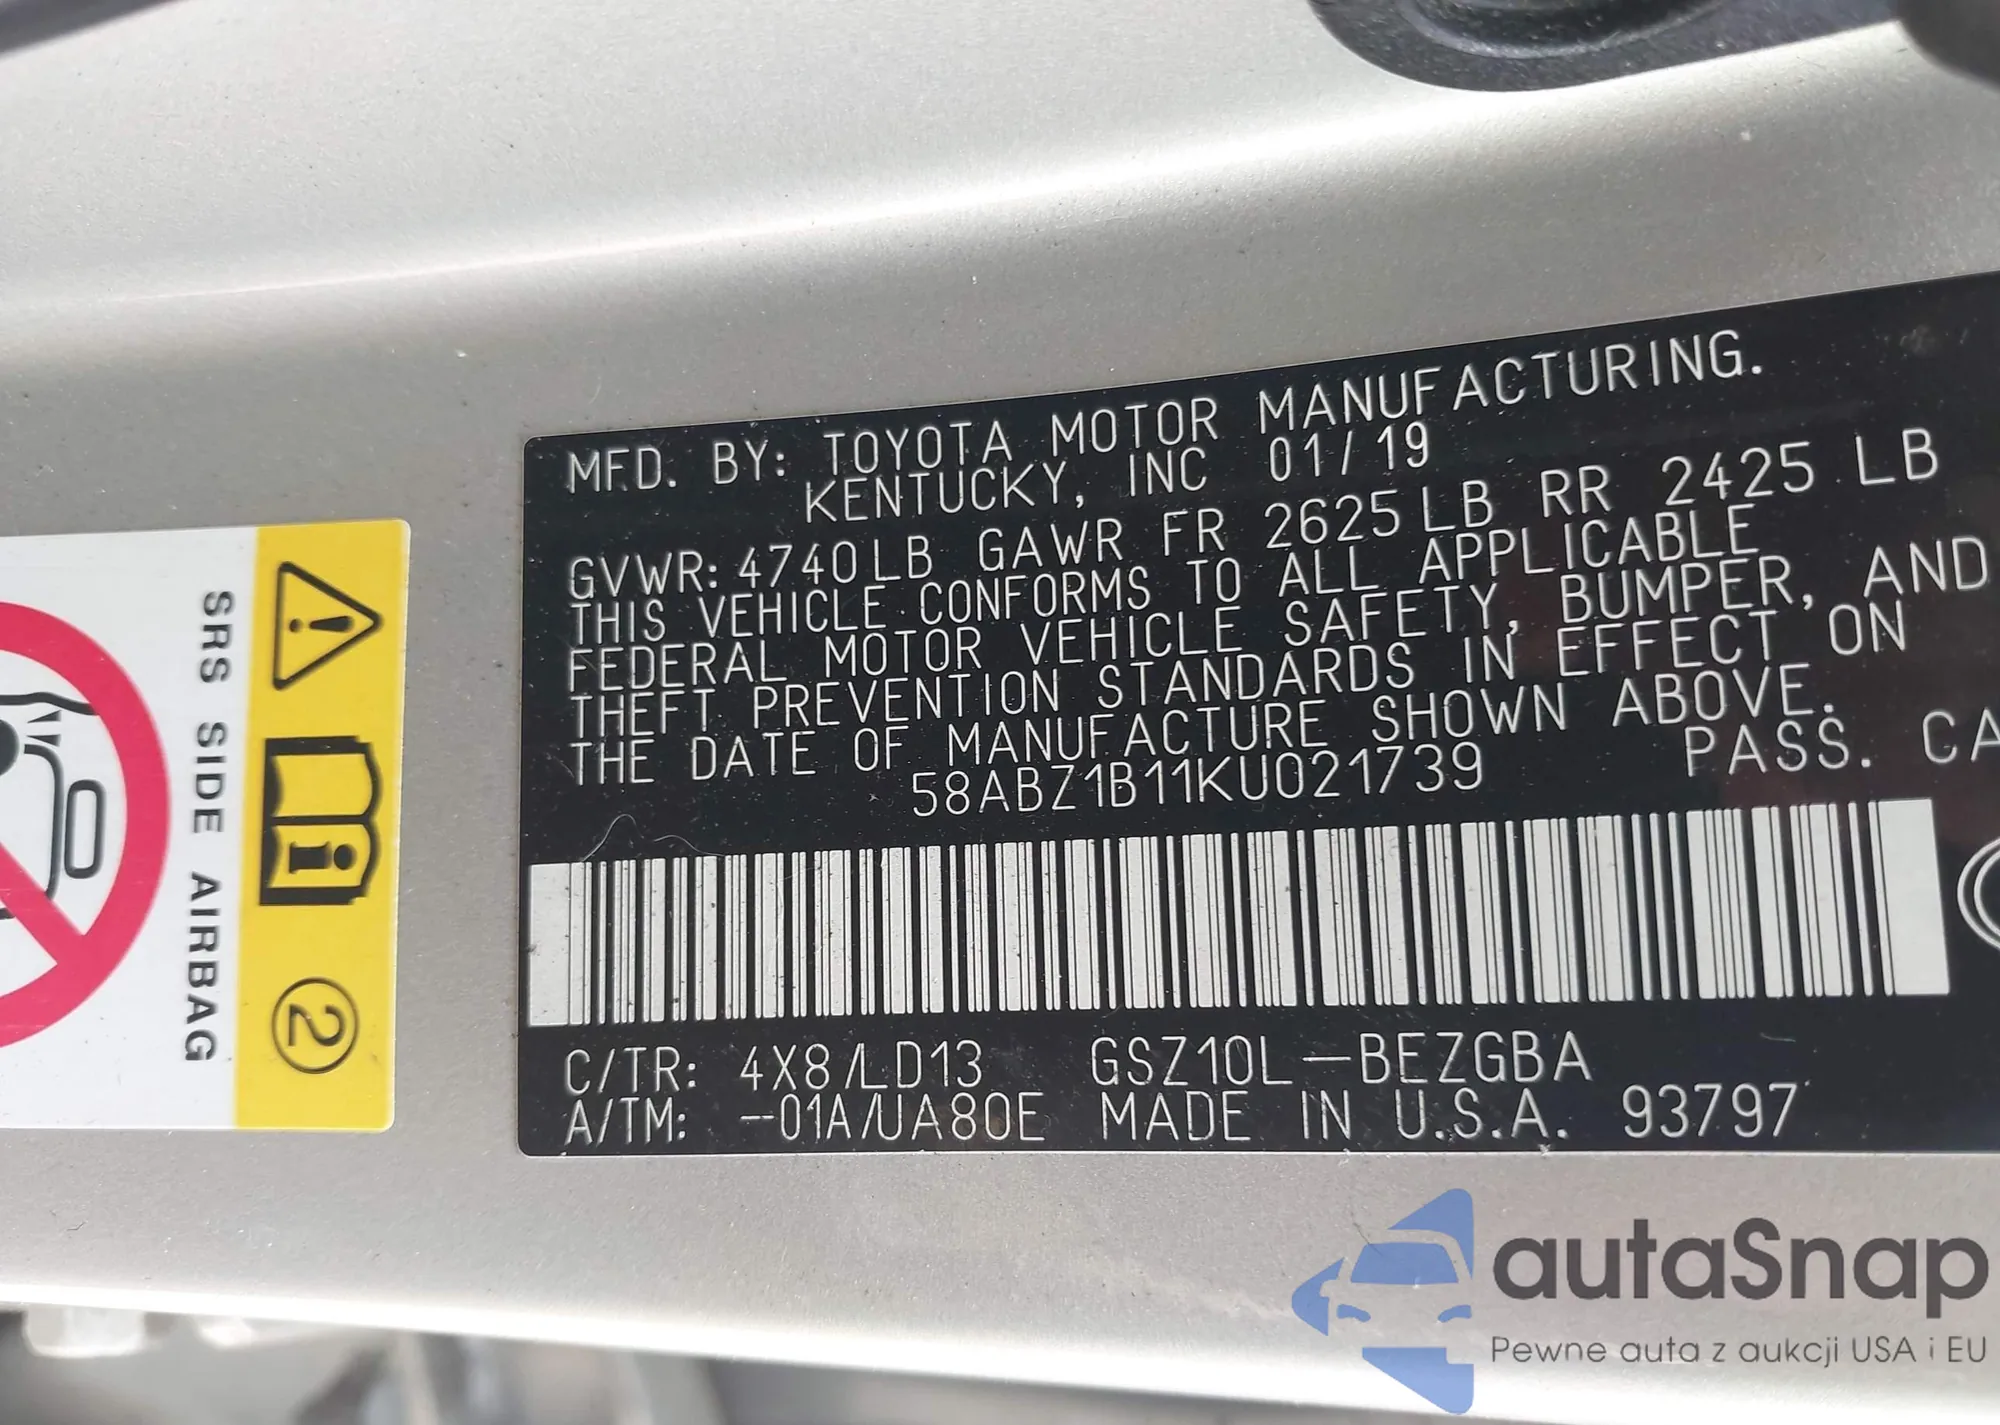 MFD. BY: TOYOTA MOTOR MANUFACTURING.
KENTUCKY, INC 01/19
GVWR: 4740LB GAWR FR 2625LB RR 2425 LB
THIS VEHICLE CONFORMS TO ALL APPLICABLE
FEDERAL MOTOR VEHICLE SAFETY, BUMPER, AND
THEFT PREVENTION STANDARDS IN EFFECT ON
THE DATE OF MANUFACTURE SHOWN ABOVE.
58ABZ1B11KU021739 PASS. CA
C/TR: 4X8/LD13 GSZ10L-BEZGBA
A/TM: -01A/UA80E MADE IN U.S.A. 93797
SRS SIDE AIRBAG
2
autaSnap
Pewne auta z aukcji USA i EU